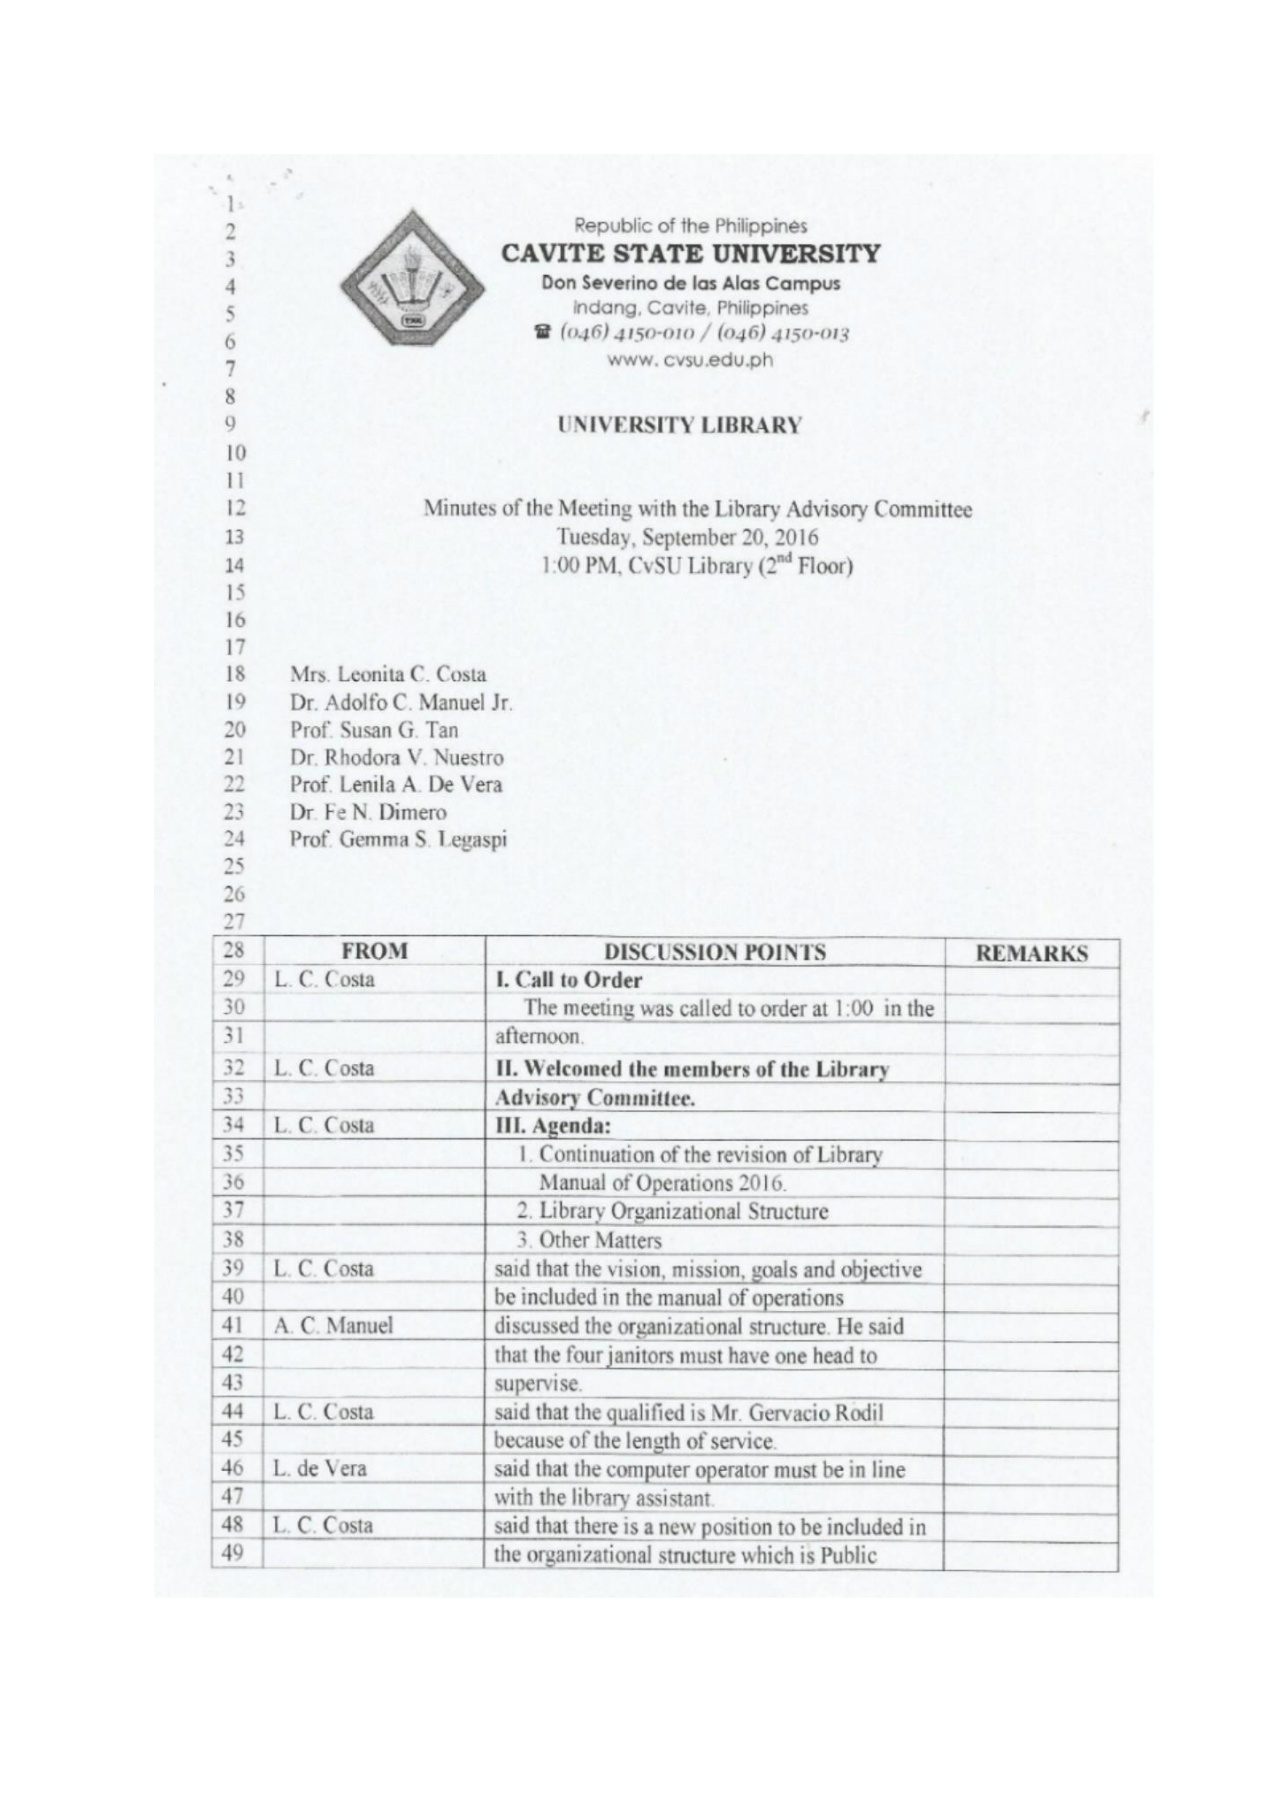 1
2 Republic of the Philippines
3 CAVITE STATE UNIVERSITY
4 Don Severino de las Alas Campus
5 Indang, Cavite, Philippines
6 ☎ (046) 4150-010 / (046) 4150-013
7 www. cvsu.edu.ph
8
9 UNIVERSITY LIBRARY
10
11
12 Minutes of the Meeting with the Library Advisory Committee
13 Tuesday, September 20, 2016
14 1:00 PM, CvSU Library (2nd Floor)
15
16
17
18 Mrs. Leonita C. Costa
19 Dr. Adolfo C. Manuel Jr.
20 Prof. Susan G. Tan
21 Dr. Rhodora V. Nuestro
22 Prof. Lenila A. De Vera
23 Dr. Fe N. Dimero
24 Prof. Gemma S. Legaspi
25
26
27
28 FROM DISCUSSION POINTS REMARKS
29 L. C. Costa I. Call to Order
30 The meeting was called to order at 1:00 in the
31 afternoon.
32 L. C. Costa II. Welcomed the members of the Library
33 Advisory Committee.
34 L. C. Costa III. Agenda:
35 1. Continuation of the revision of Library
36 Manual of Operations 2016.
37 2. Library Organizational Structure
38 3. Other Matters
39 L. C. Costa said that the vision, mission, goals and objective
40 be included in the manual of operations
41 A. C. Manuel discussed the organizational structure. He said
42 that the four janitors must have one head to
43 supervise.
44 L. C. Costa said that the qualified is Mr. Gervacio Rodil
45 because of the length of service.
46 L. de Vera said that the computer operator must be in line
47 with the library assistant.
48 L. C. Costa said that there is a new position to be included in
49 the organizational structure which is Public